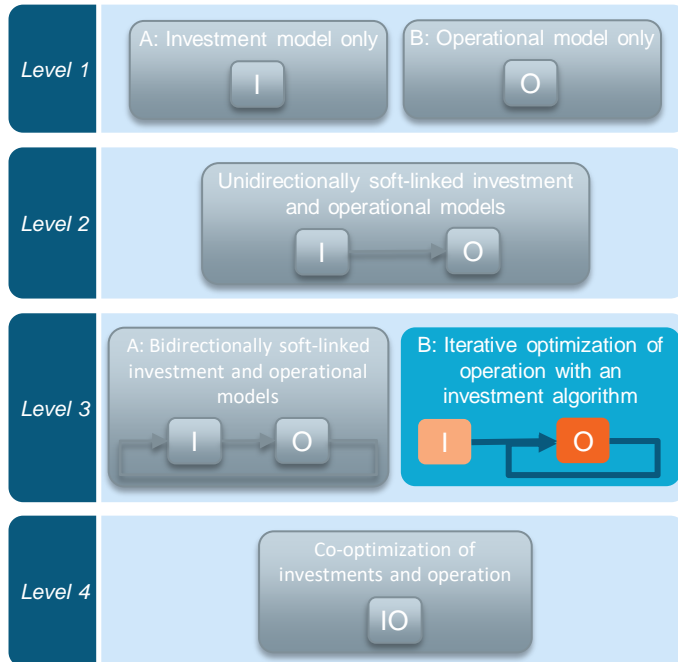 Level 1
A: Investment model only
I
B: Operational model only
O
Level 2
Unidirectionally soft-linked investment
and operational models
I
O
Level 3
A: Bidirectionally soft-linked
investment and operational
models
I
O
B: Iterative optimization of
operation with an
investment algorithm
I
O
Level 4
Co-optimization of
investments and operation
IO